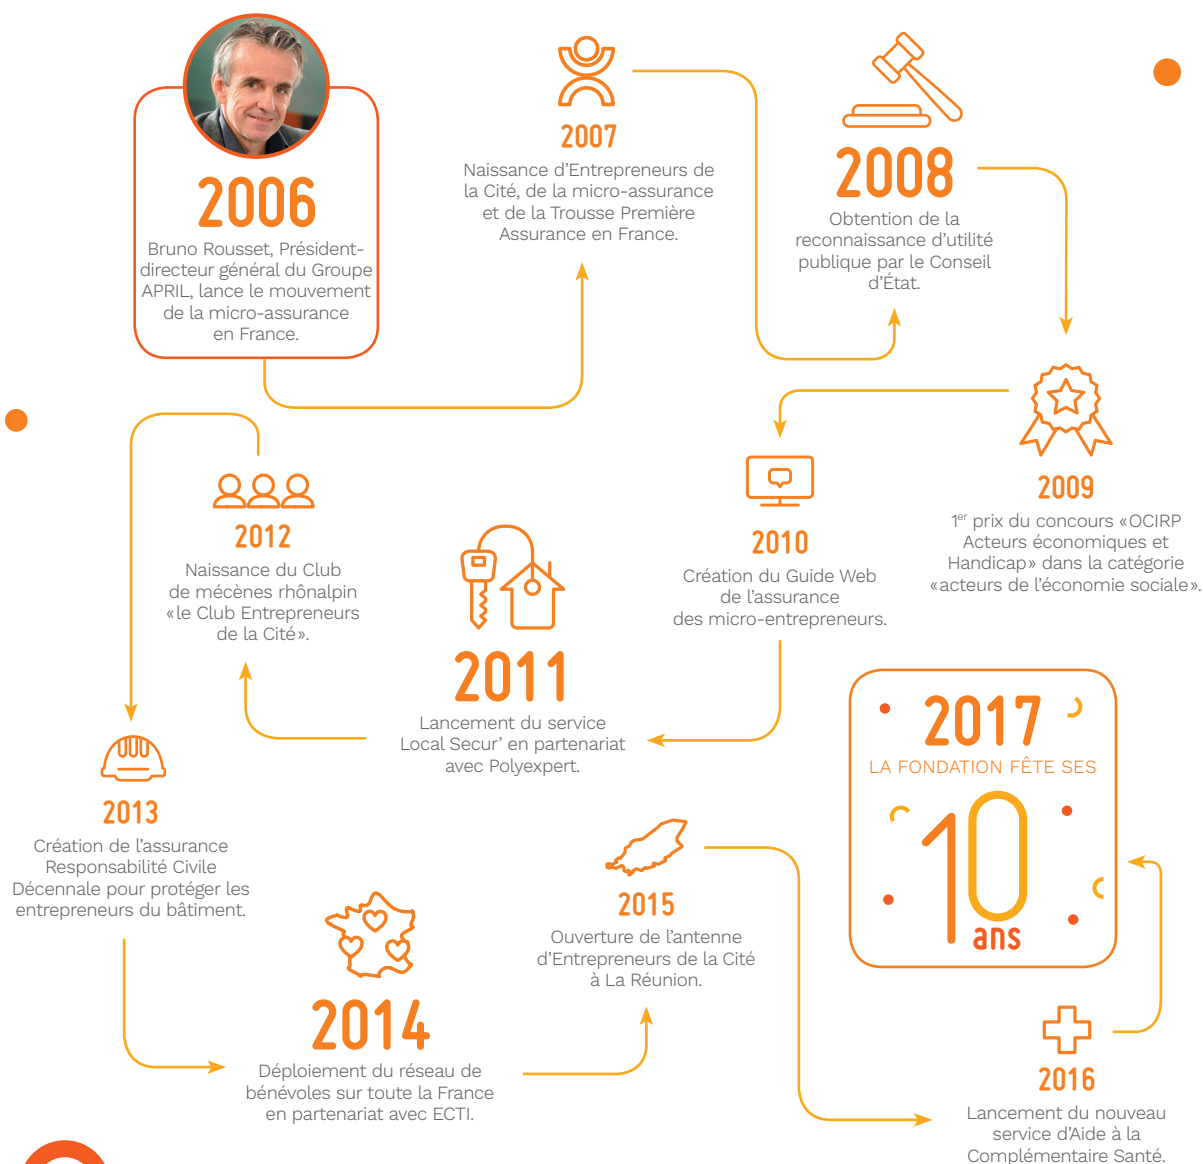 2006
Bruno Rousset, Président-
directeur général du Groupe
APRIL, lance le mouvement
de la micro-assurance
en France.
2007
Naissance d’Entrepreneurs de
la Cité, de la micro-assurance
et de la Trousse Première
Assurance en France.
2008
Obtention de la
reconnaissance d’utilité
publique par le Conseil
d’État.
2009
1er prix du concours «OCIRP
Acteurs économiques et
Handicap» dans la catégorie
«acteurs de l’économie sociale».
2010
Création du Guide Web
de l’assurance
des micro-entrepreneurs.
2011
Lancement du service
Local Secur’ en partenariat
avec Polyexpert.
2012
Naissance du Club
de mécènes rhônalpin
«le Club Entrepreneurs
de la Cité».
2013
Création de l’assurance
Responsabilité Civile
Décennale pour protéger les
entrepreneurs du bâtiment.
2014
Déploiement du réseau de
bénévoles sur toute la France
en partenariat avec ECTI.
2015
Ouverture de l’antenne
d’Entrepreneurs de la Cité
à La Réunion.
2016
Lancement du nouveau
service d’Aide à la
Complémentaire Santé.
2017
LA FONDATION FÊTE SES
10
ans